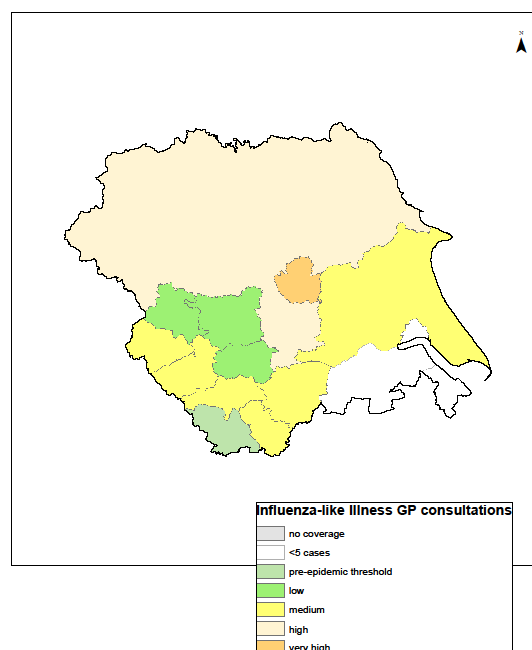 N
Influenza-like Illness GP consultations
no coverage
<5 cases
pre-epidemic threshold
low
medium
high
very high